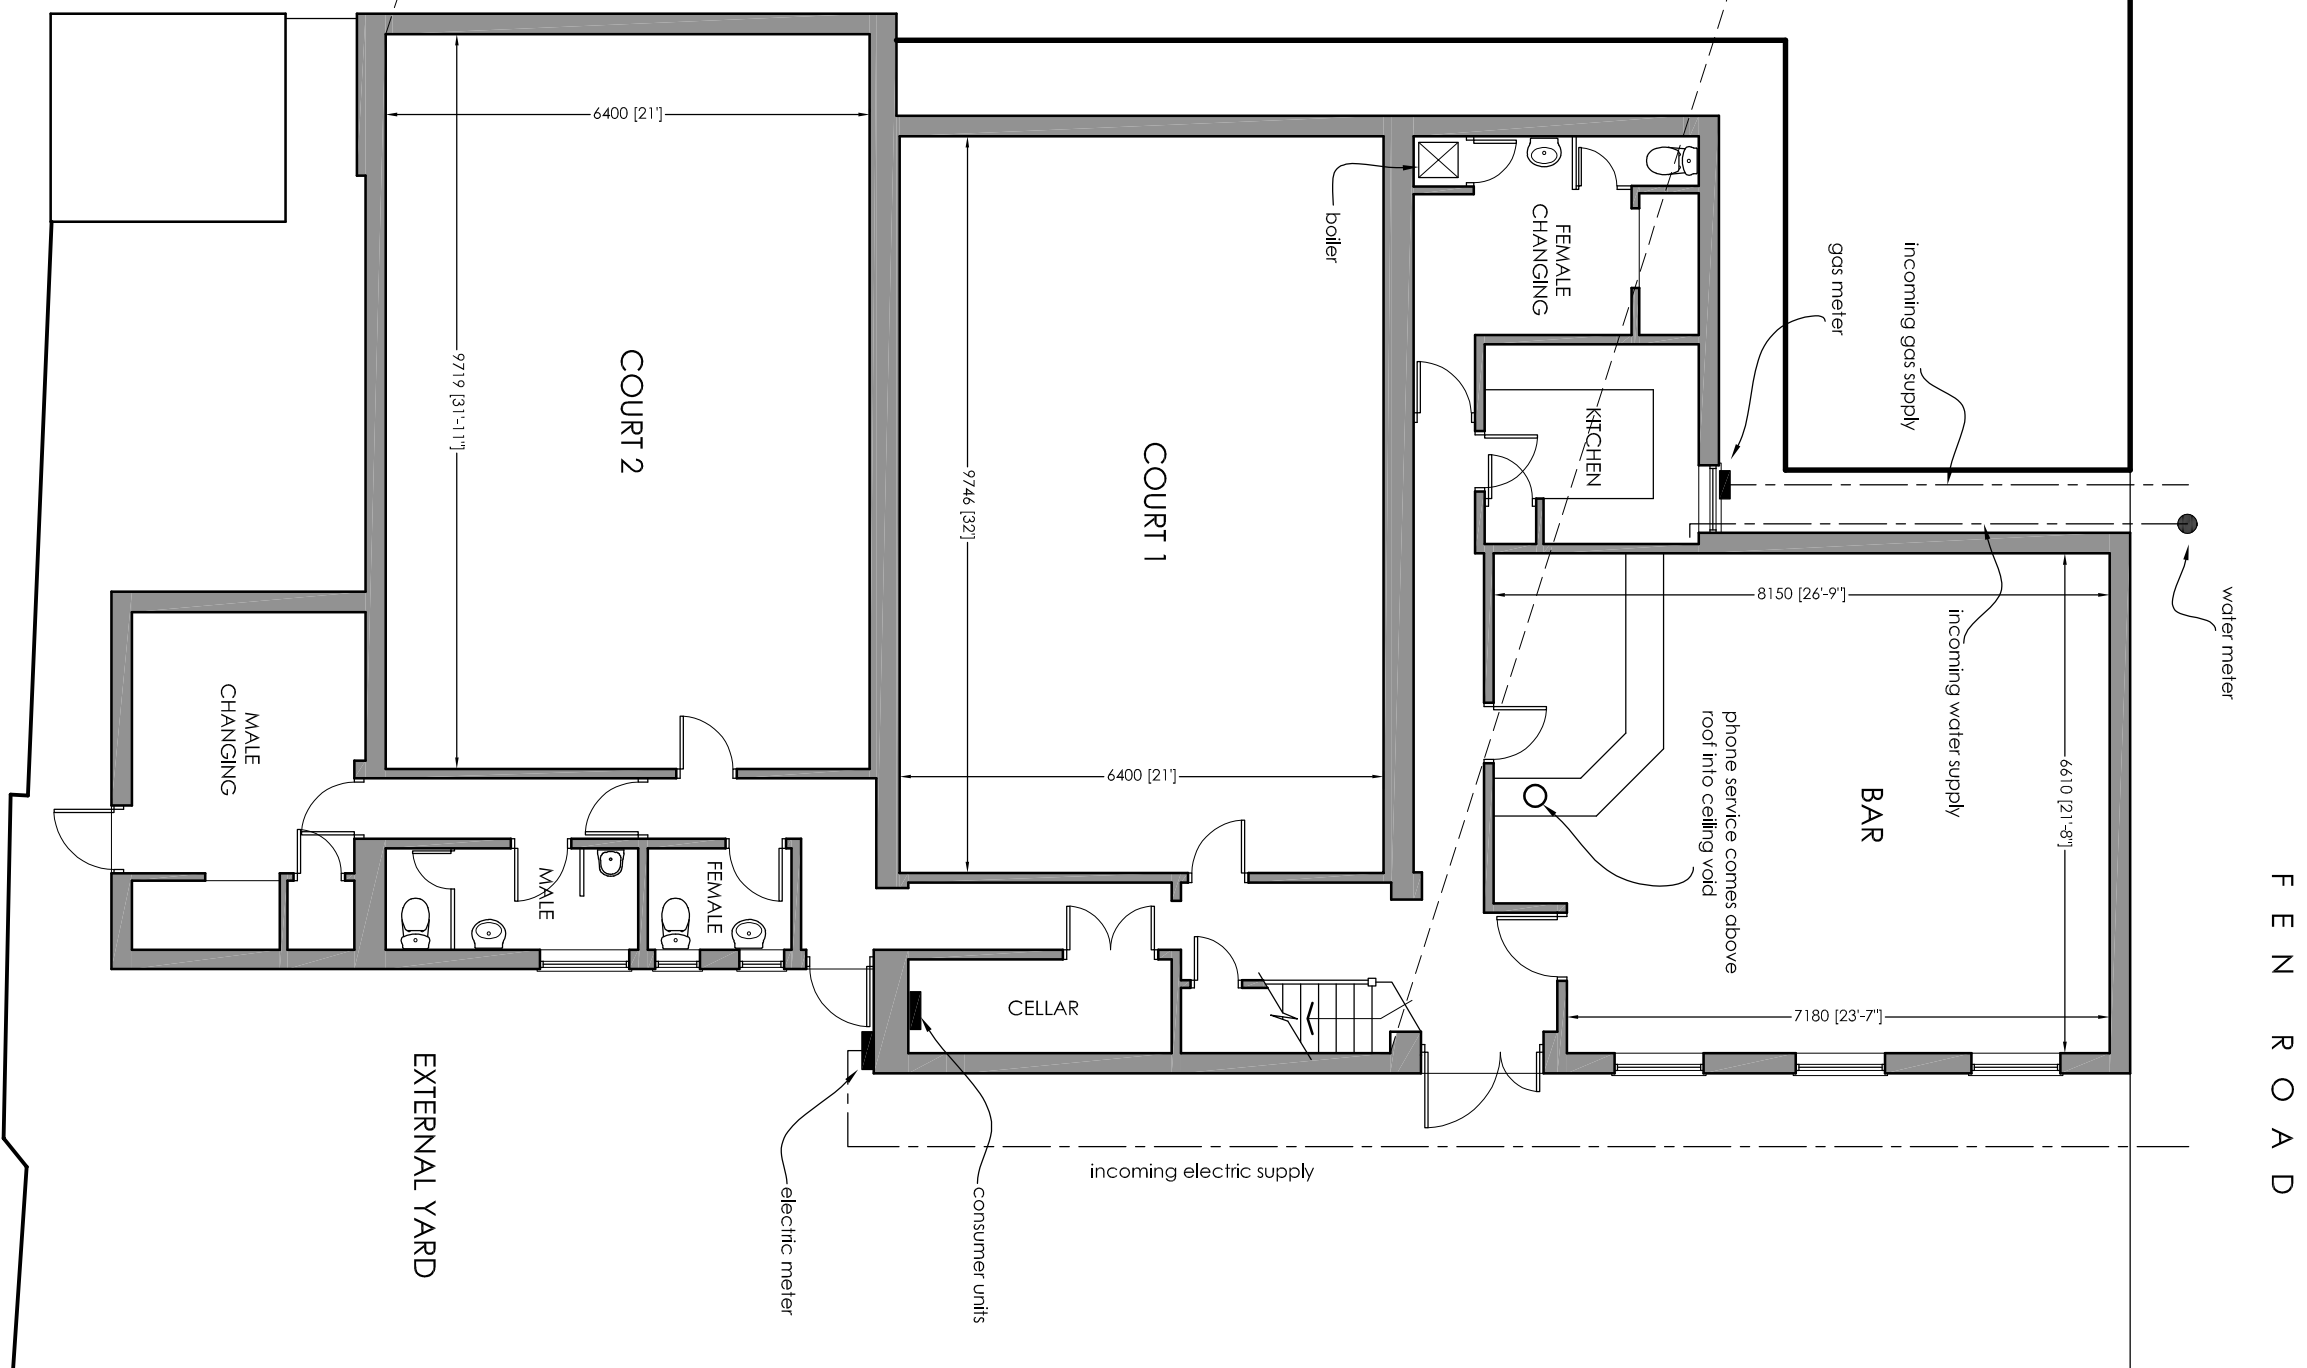 6400 [21']
9719 [31'-11"]
COURT 2
9746 [32']
COURT 1
6400 [21']
boiler
FEMALE
CHANGING
KITCHEN
gas meter
incoming gas supply
water meter
incoming water supply
8150 [26'-9"]
6610 [21'-8"]
BAR
phone service comes above
roof into ceiling void
7180 [23'-7"]
FEN ROAD
MALE
CHANGING
MALE
FEMALE
CELLAR
EXTERNAL YARD
electric meter
consumer units
incoming electric supply